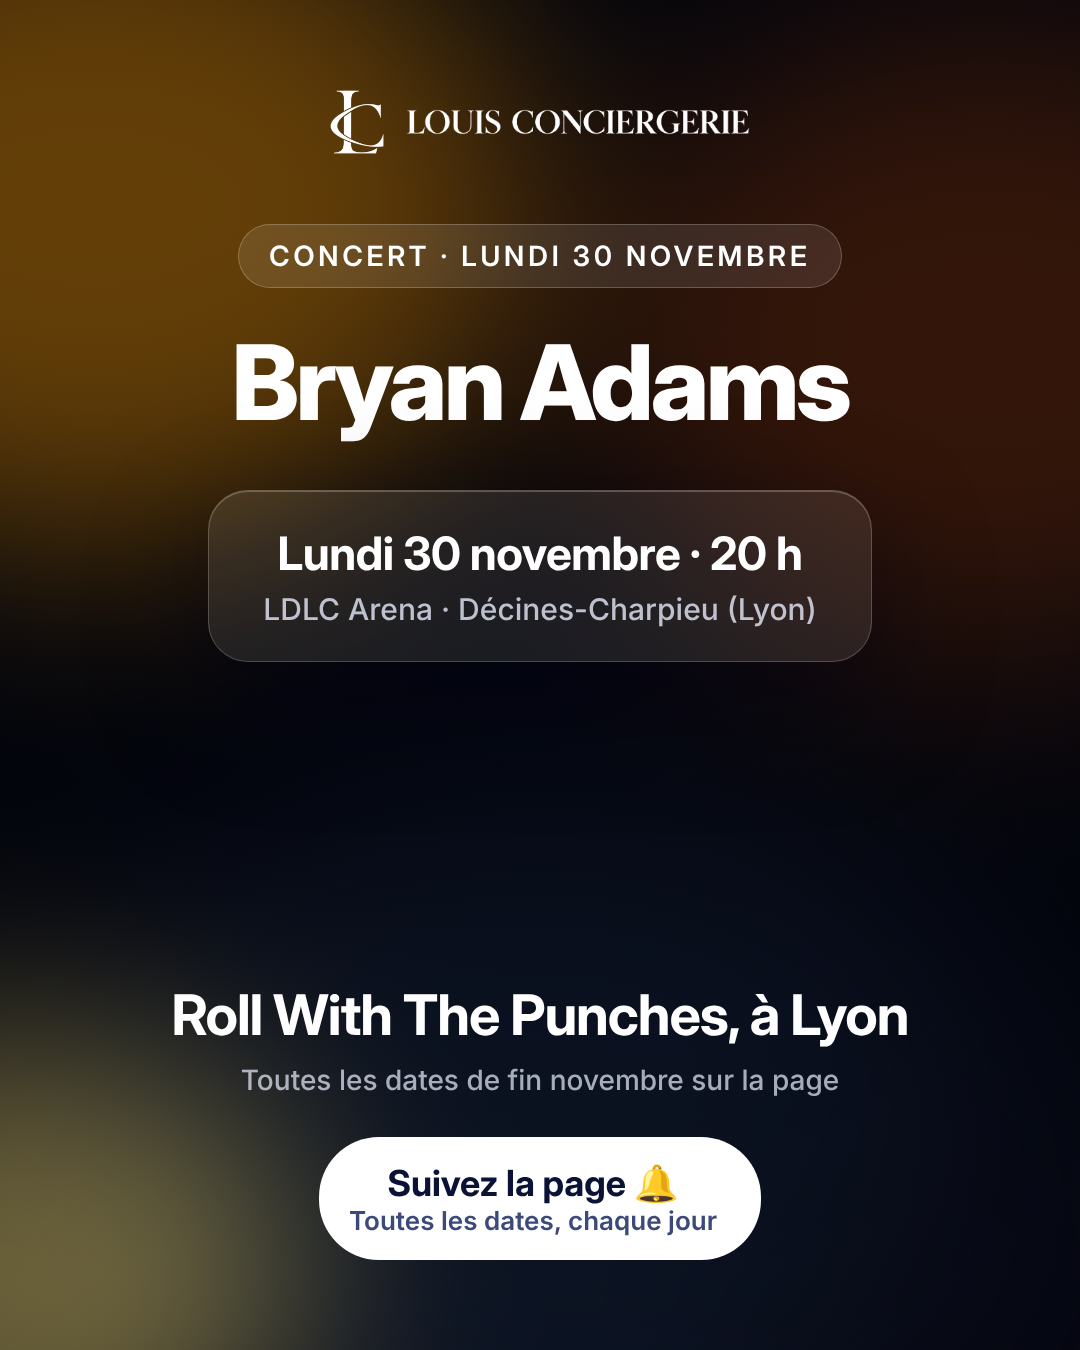 LOUIS CONCIERGERIE
CONCERT · LUNDI 30 NOVEMBRE
Bryan Adams
Lundi 30 novembre · 20 h
LDLC Arena · Décines-Charpieu (Lyon)
Roll With The Punches, à Lyon
Toutes les dates de fin novembre sur la page
Suivez la page 🔔
Toutes les dates, chaque jour